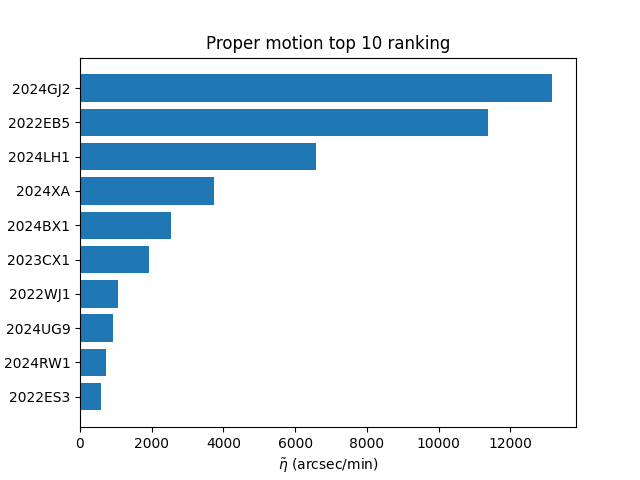 Proper motion top 10 ranking
2024GJ2
2022EB5
2024LH1
2024XA
2024BX1
2023CX1
2022WJ1
2024UG9
2024RW1
2022ES3
0 2000 4000 6000 8000 10000 12000
η̃ (arcsec/min)